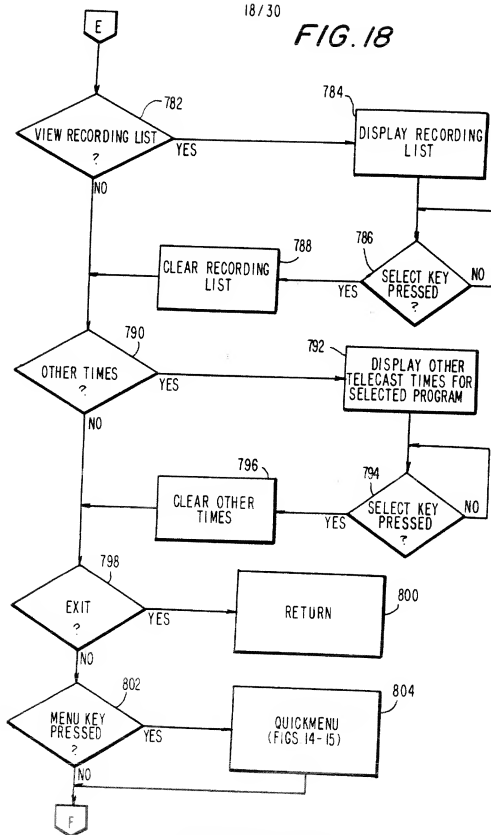 18/30
FIG. 18
E
782
VIEW RECORDING LIST
?
YES
NO
784
DISPLAY RECORDING
LIST
786
SELECT KEY
PRESSED
?
NO
YES
788
CLEAR RECORDING
LIST
790
OTHER TIMES
?
YES
NO
792
DISPLAY OTHER
TELECAST TIMES FOR
SELECTED PROGRAM
794
SELECT KEY
PRESSED
?
NO
YES
796
CLEAR OTHER
TIMES
798
EXIT
?
YES
NO
800
RETURN
802
MENU KEY
PRESSED
?
YES
NO
804
QUICKMENU
(FIGS 14-15)
F